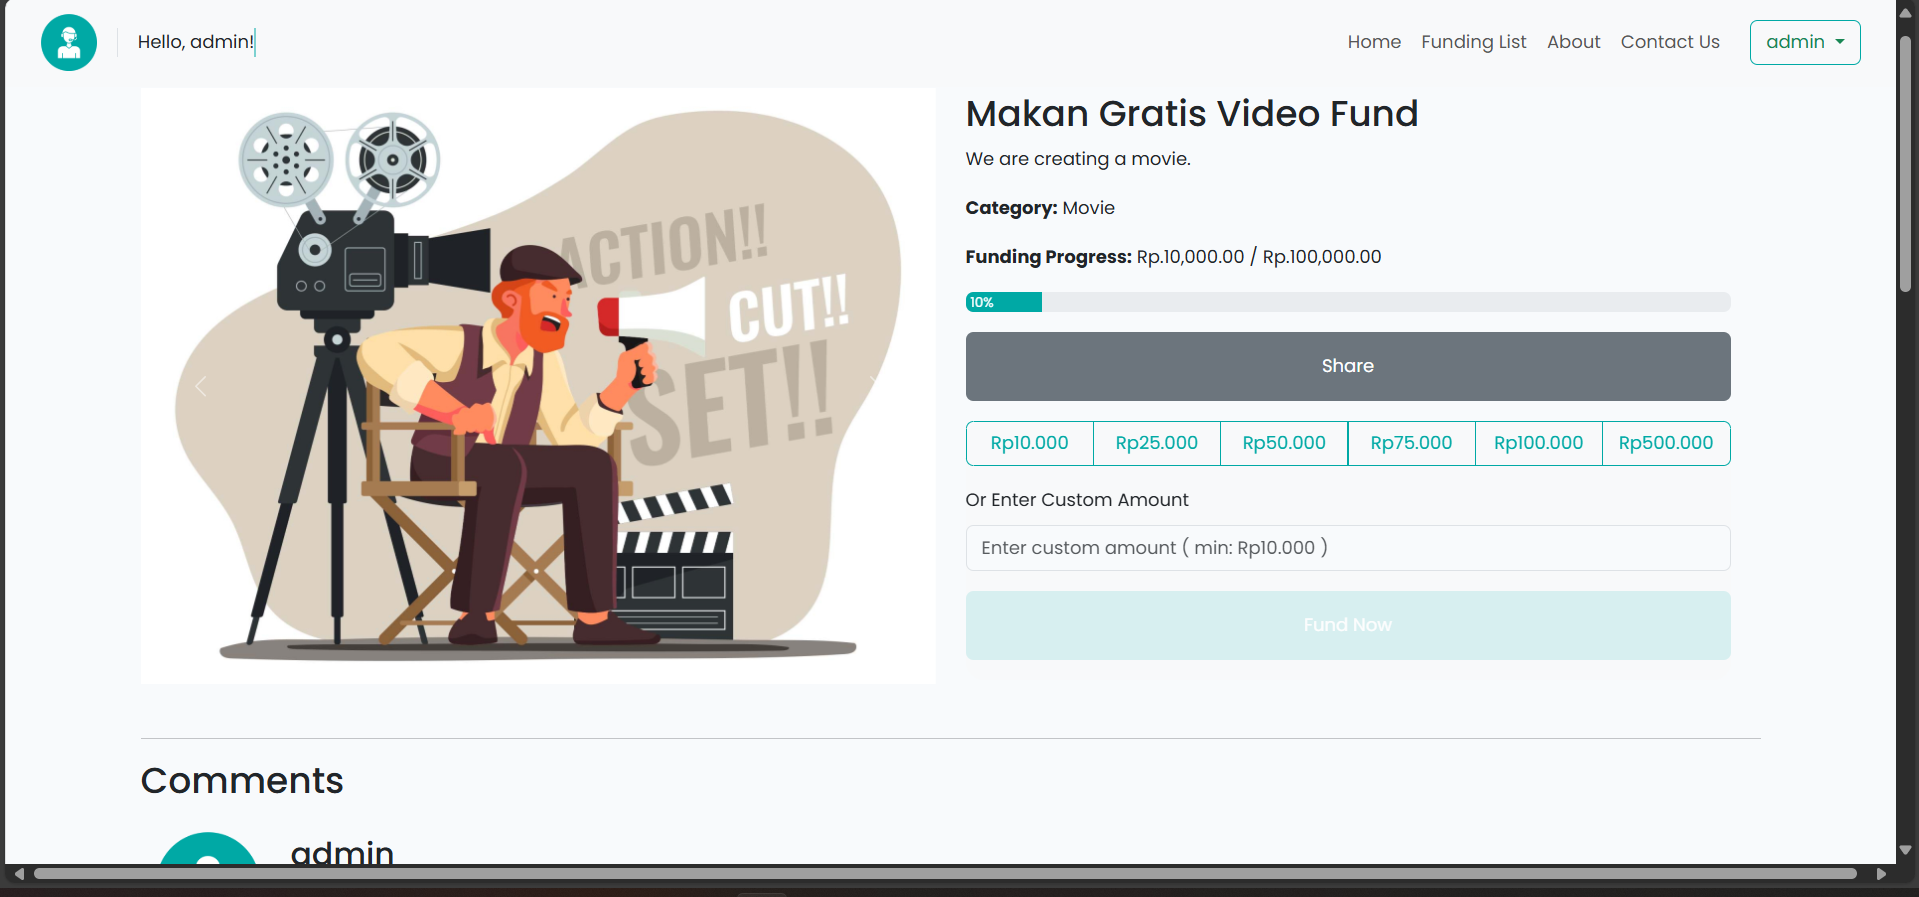 Hello, admin!
Home
Funding List
About
Contact Us
admin
ACTION!!
CUT!!
SET!!
Makan Gratis Video Fund
We are creating a movie.
Category: Movie
Funding Progress: Rp.10,000.00 / Rp.100,000.00
10%
Share
Rp10.000
Rp25.000
Rp50.000
Rp75.000
Rp100.000
Rp500.000
Or Enter Custom Amount
Enter custom amount ( min: Rp10.000 )
Fund Now
Comments
admin